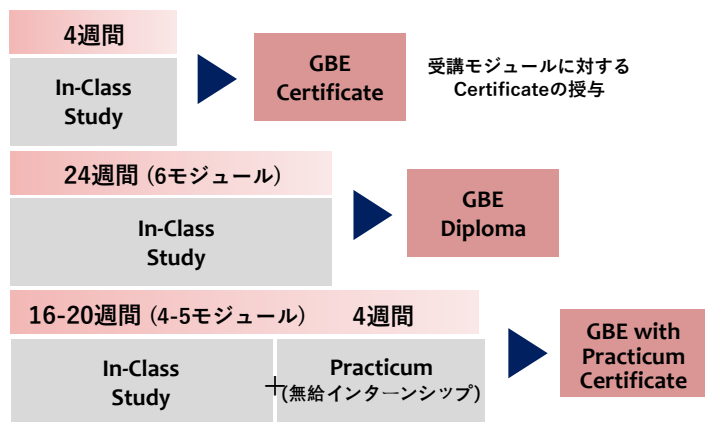 4週間
In-Class
Study
GBE
Certificate
受講モジュールに対する
Certificateの授与
24週間 (6モジュール)
In-Class
Study
GBE
Diploma
16-20週間 (4-5モジュール) 4週間
In-Class
Study
+
Practicum
(無給インターンシップ)
GBE with
Practicum
Certificate